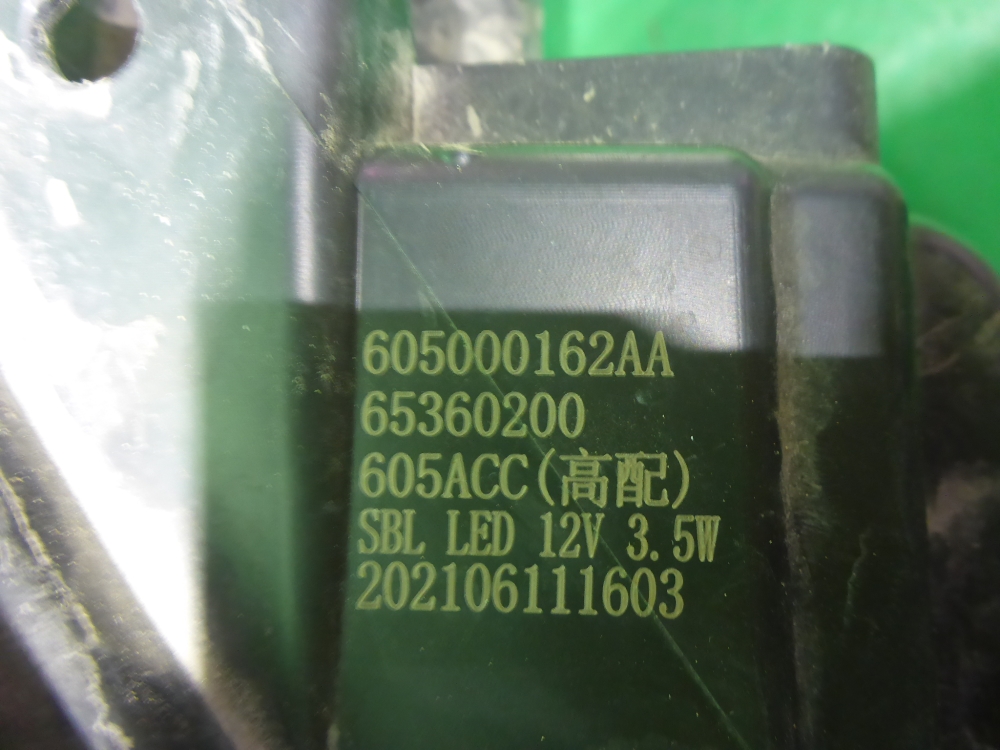 605000162AA
65360200
605ACC(高配)
SBL LED 12V 3.5W
202106111603